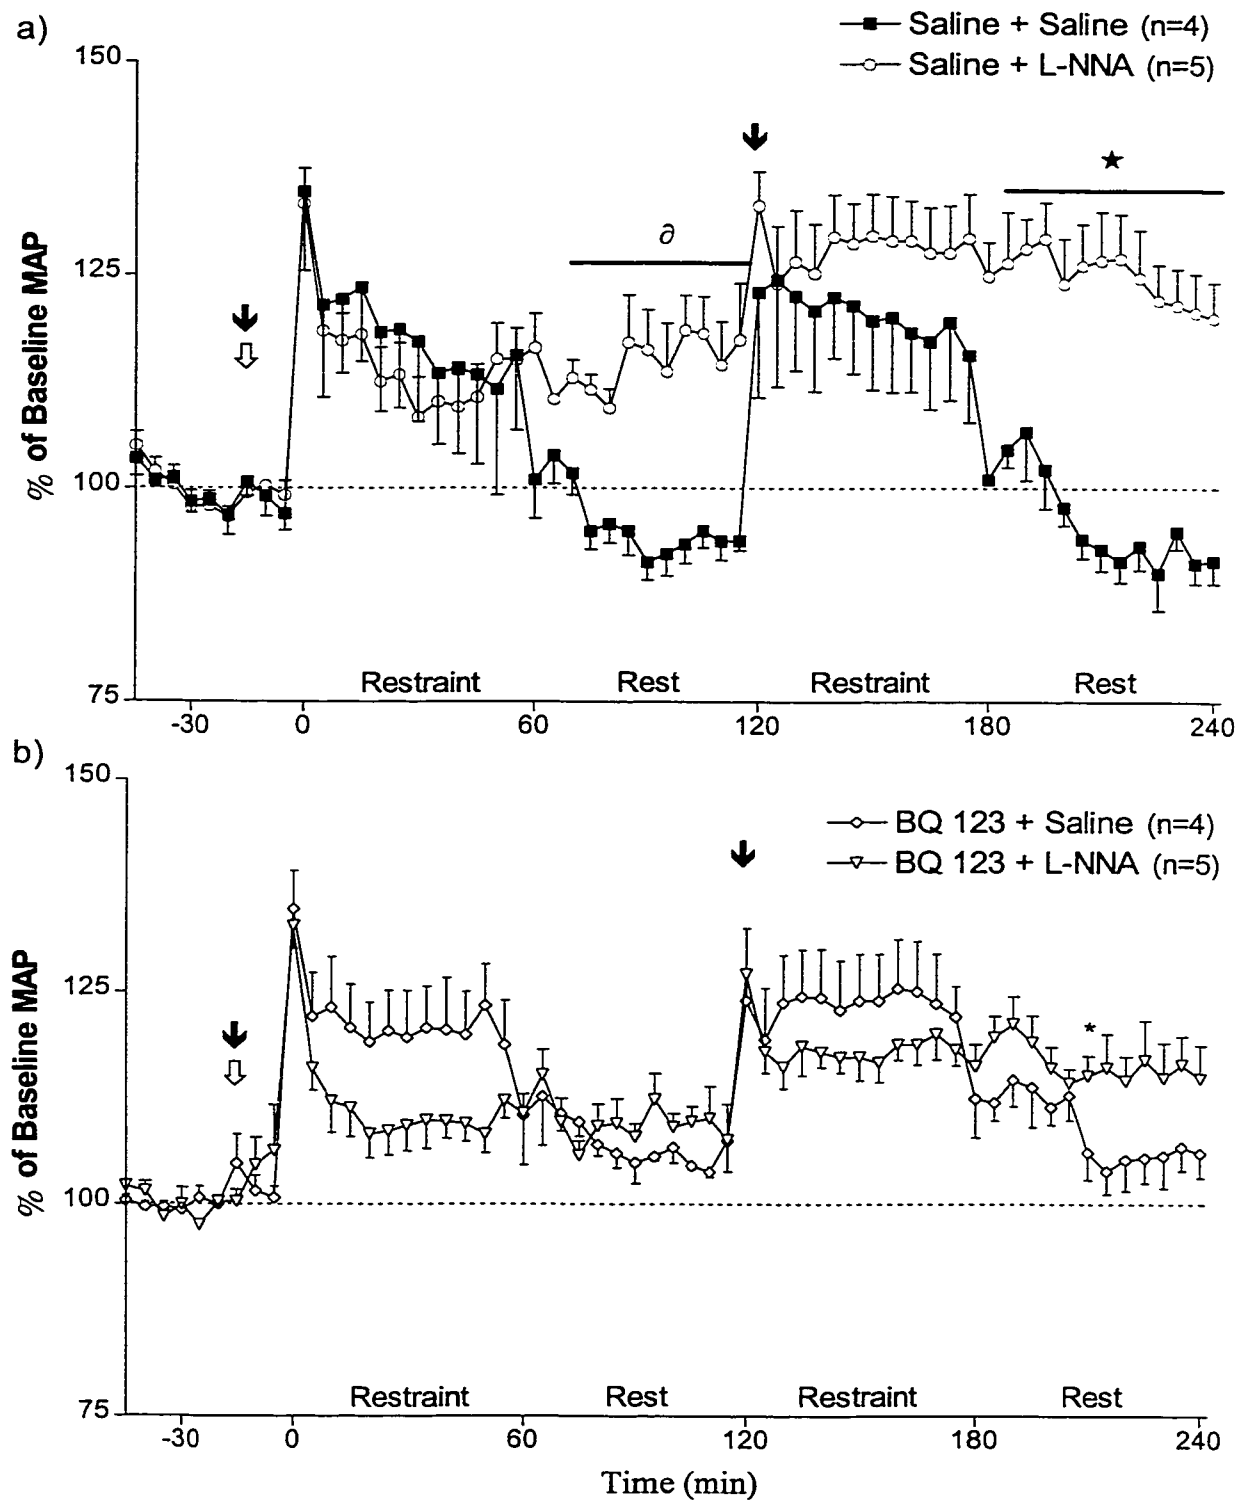 a)
Saline + Saline (n=4)
Saline + L-NNA (n=5)
150
125
100
75
% of Baseline MAP
∂
★
Restraint Rest Restraint Rest
-30 0 60 120 180 240
b)
150
125
100
75
% of Baseline MAP
BQ 123 + Saline (n=4)
BQ 123 + L-NNA (n=5)
*
Restraint Rest Restraint Rest
-30 0 60 120 180 240
Time (min)